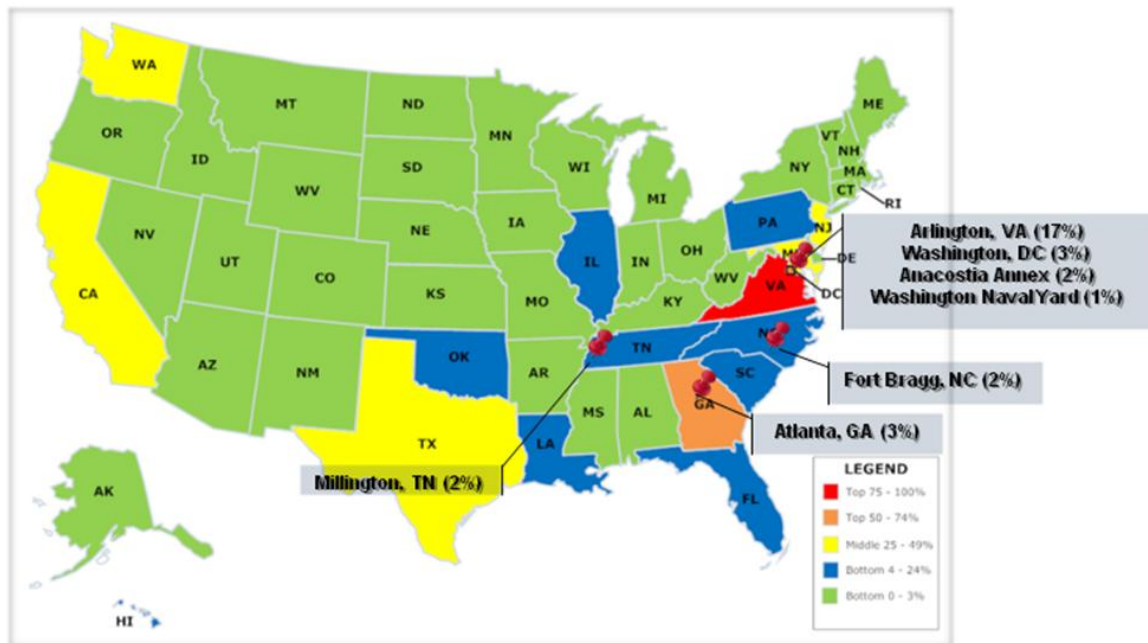 WA
MT
ND
MN
ME
OR
ID
SD
WI
MI
NY
VT
NH
MA
CT
RI
WV
IA
NE
PA
NJ
NV
UT
CO
KS
IL
IN
OH
WV
DE
DC
CA
MO
KY
VA
AZ
NM
OK
AR
TN
SC
TX
LA
MS
AL
GA
FL
AK
HI
Arlington, VA (17%)
Washington, DC (3%)
Anacostia Annex (2%)
Washington Naval Yard (1%)
Fort Bragg, NC (2%)
Atlanta, GA (3%)
Millington, TN (2%)
LEGEND
Top 75 - 100%
Top 50 - 74%
Middle 25 - 49%
Bottom 4 - 24%
Bottom 0 - 3%